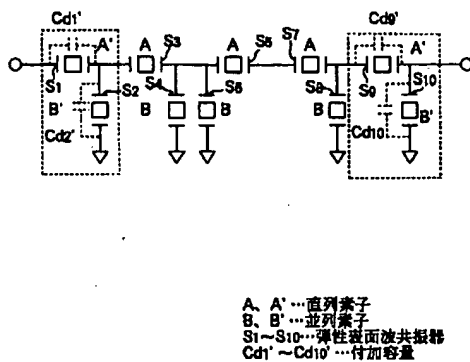 Cd1' Cd9'
A' A S3 A S5 S7 A A'
S1 S2 S4 S6 S8 S9 S10
B' B B B B'
Cd2' Cd10
A、A'…直列素子
B、B'…並列素子
S1～S10…弾性表面波共振器
Cd1'～Cd10'…付加容量